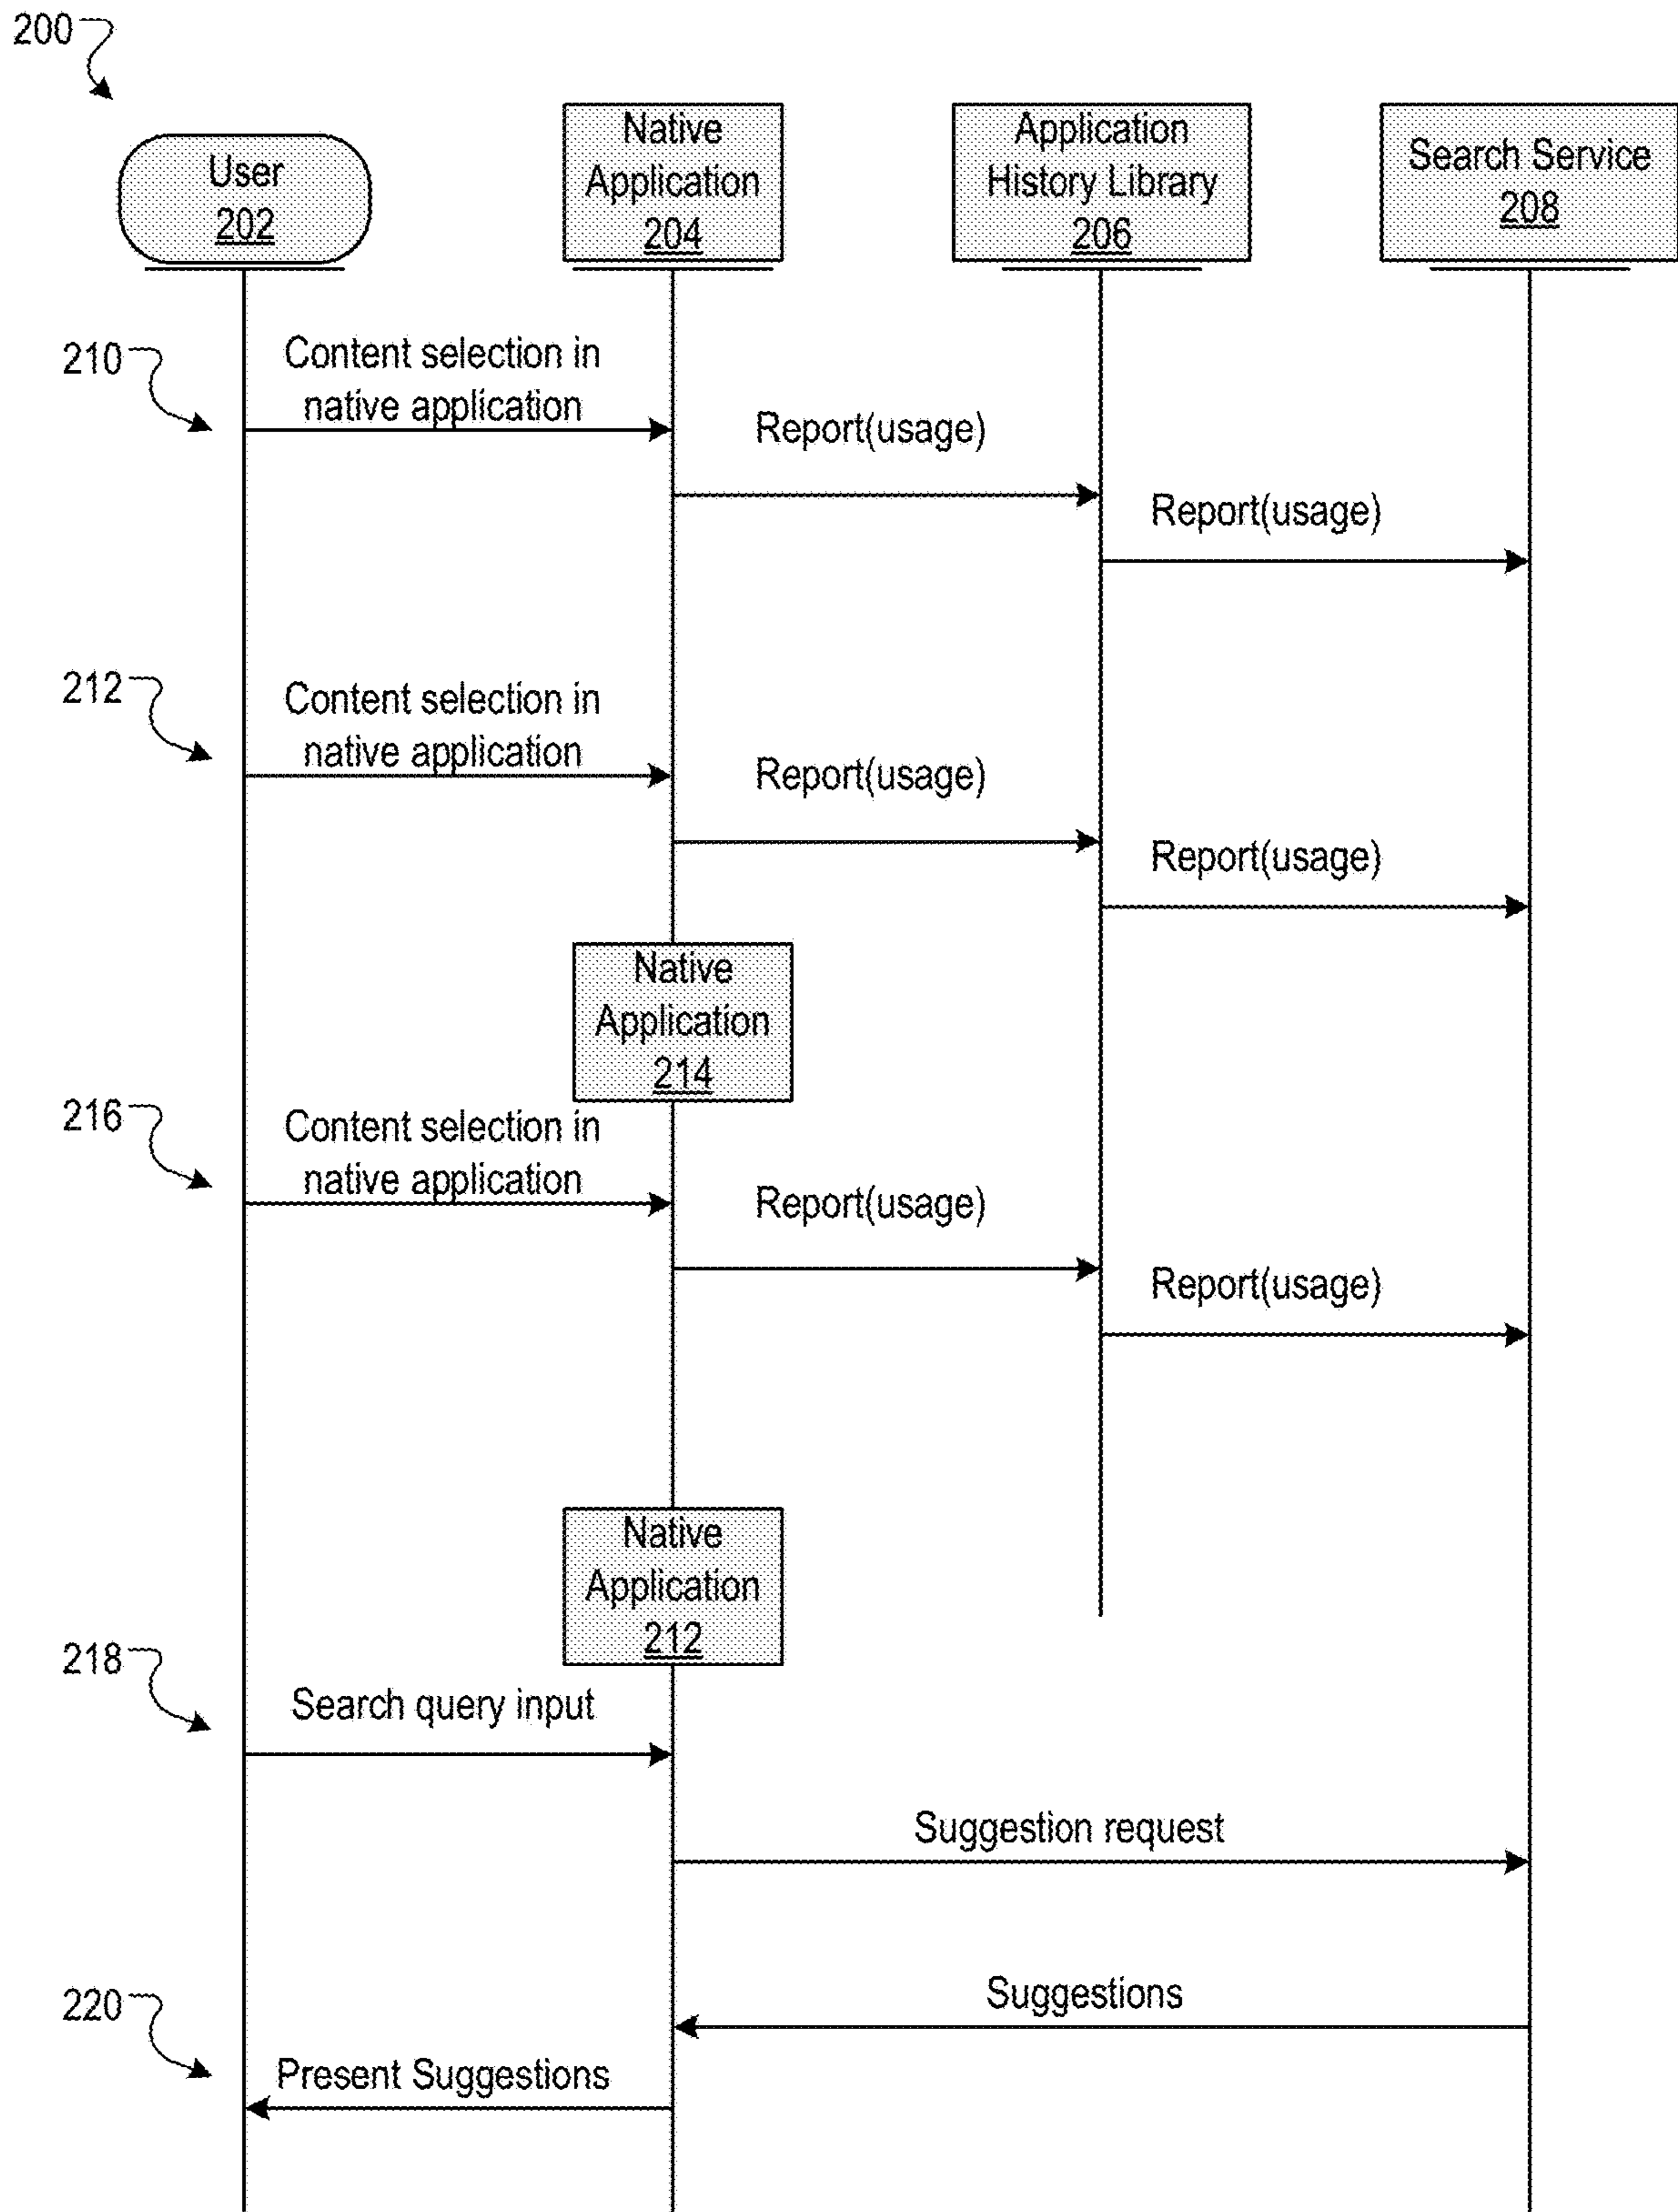 200
User
202
Native
Application
204
Application
History Library
206
Search Service
208
210
Content selection in
native application
Report(usage)
Report(usage)
212
Content selection in
native application
Report(usage)
Report(usage)
Native
Application
214
216
Content selection in
native application
Report(usage)
Report(usage)
Native
Application
212
218
Search query input
Suggestion request
Suggestions
220
Present Suggestions